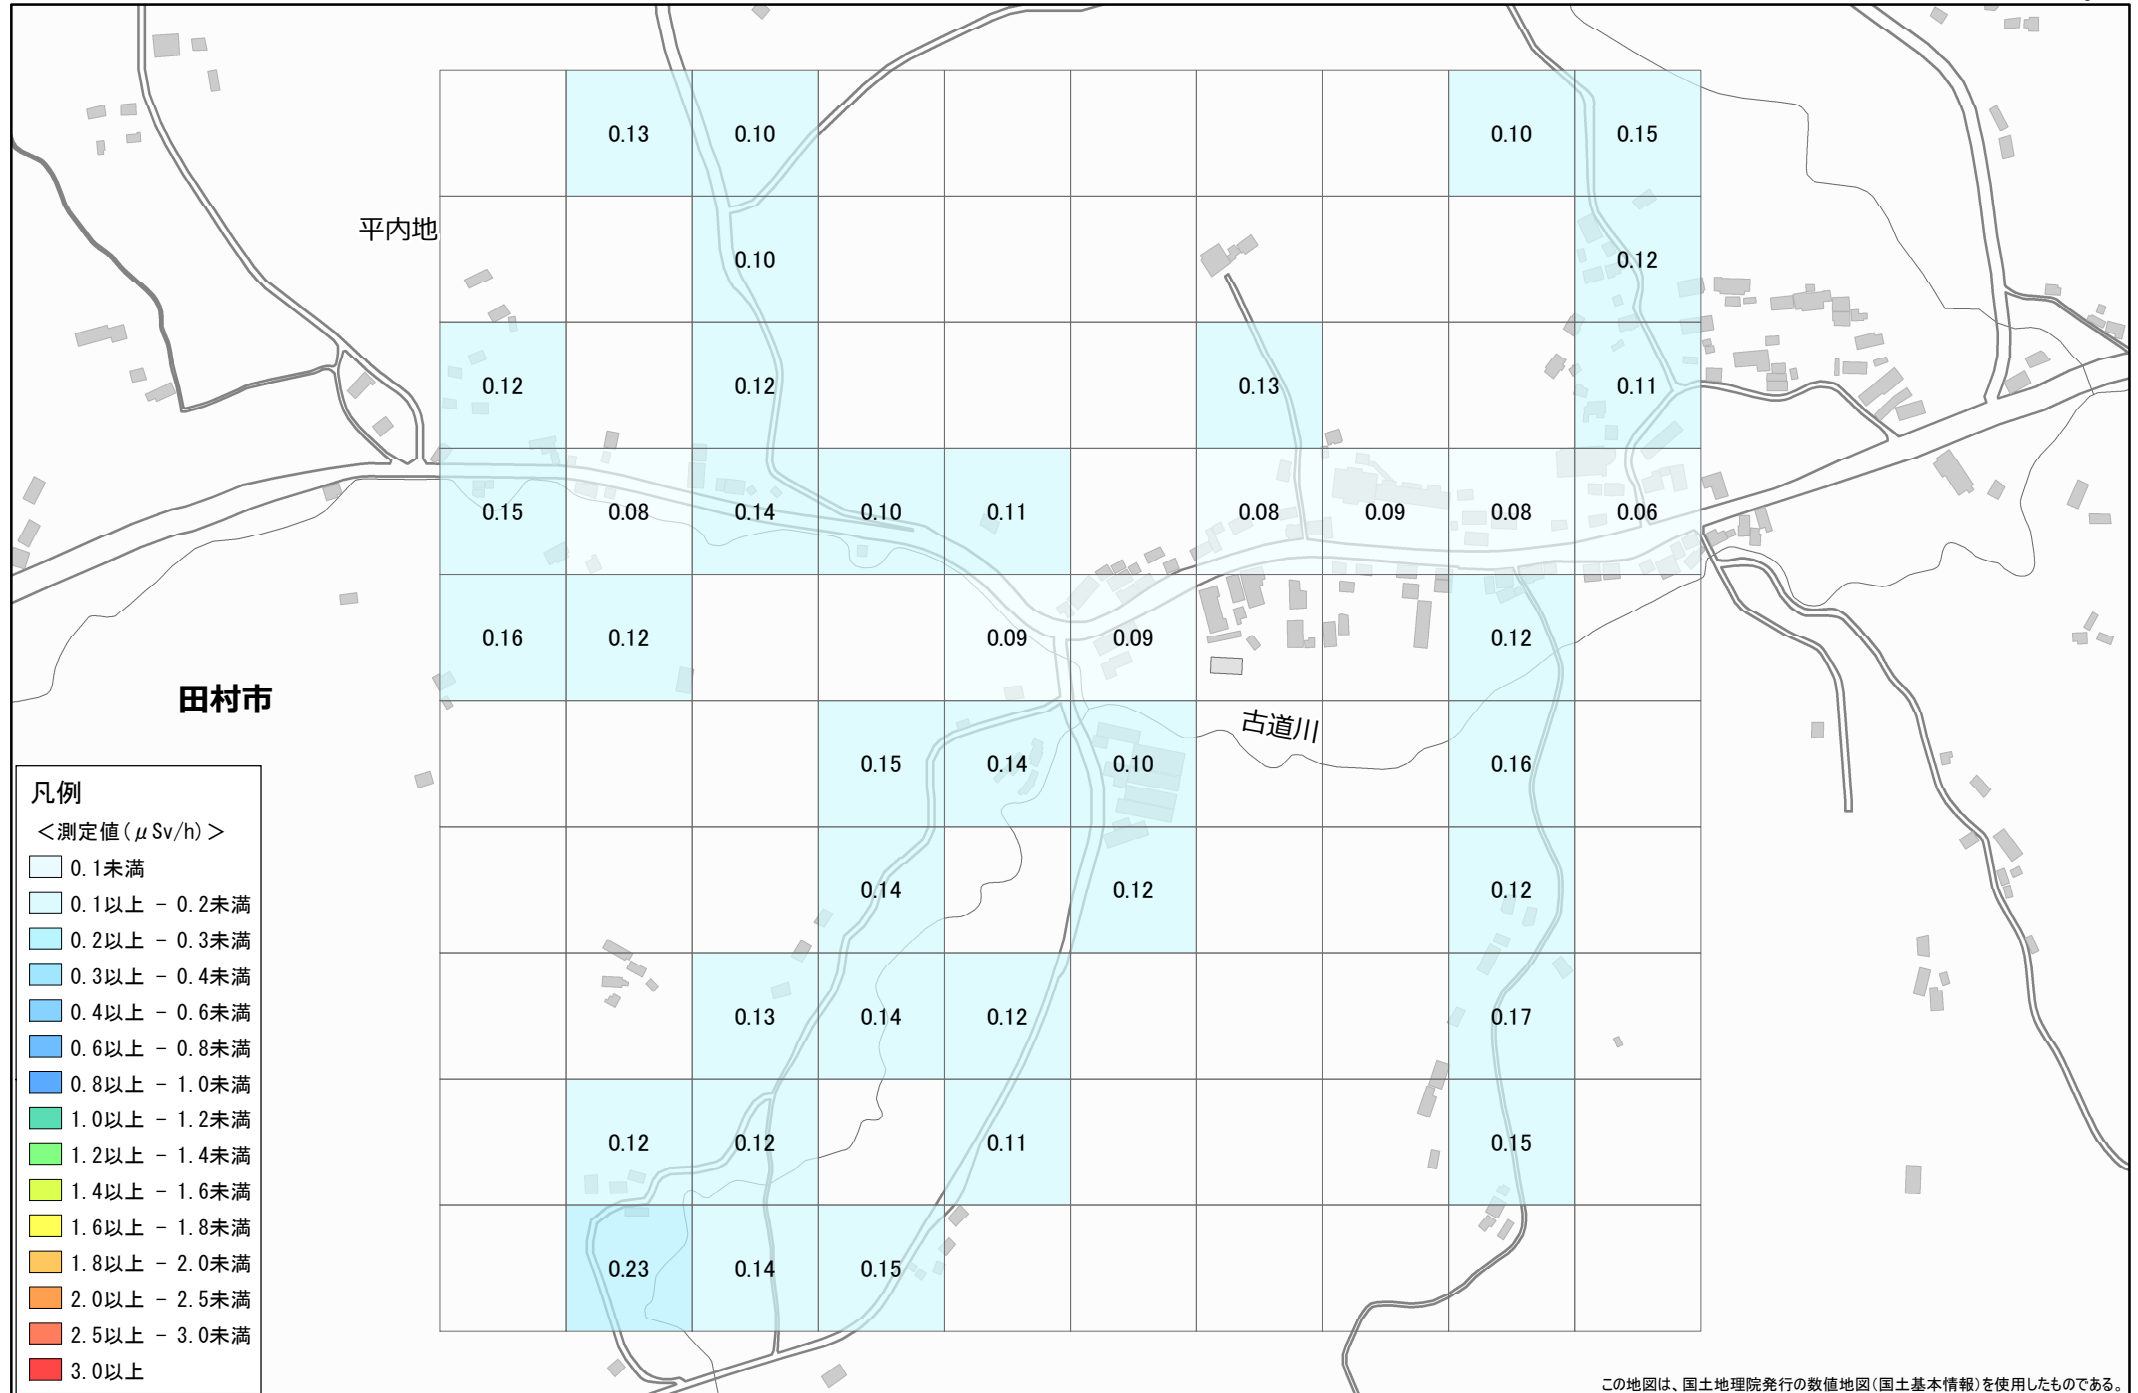 0.13 0.10 0.10 0.15
平内地
0.10 0.12
0.12 0.12 0.13 0.11
0.15 0.08 0.14 0.10 0.11 0.08 0.09 0.08 0.06
0.16 0.12 0.09 0.09 0.12
田村市
古道川
0.15 0.14 0.10 0.16
0.14 0.12 0.12
0.13 0.14 0.12 0.17
0.12 0.12 0.11 0.15
0.23 0.14 0.15
凡例
＜測定値(μSv/h)＞
0.1未満
0.1以上 － 0.2未満
0.2以上 － 0.3未満
0.3以上 － 0.4未満
0.4以上 － 0.6未満
0.6以上 － 0.8未満
0.8以上 － 1.0未満
1.0以上 － 1.2未満
1.2以上 － 1.4未満
1.4以上 － 1.6未満
1.6以上 － 1.8未満
1.8以上 － 2.0未満
2.0以上 － 2.5未満
2.5以上 － 3.0未満
3.0以上
この地図は、国土地理院発行の数値地図(国土基本情報)を使用したものである。